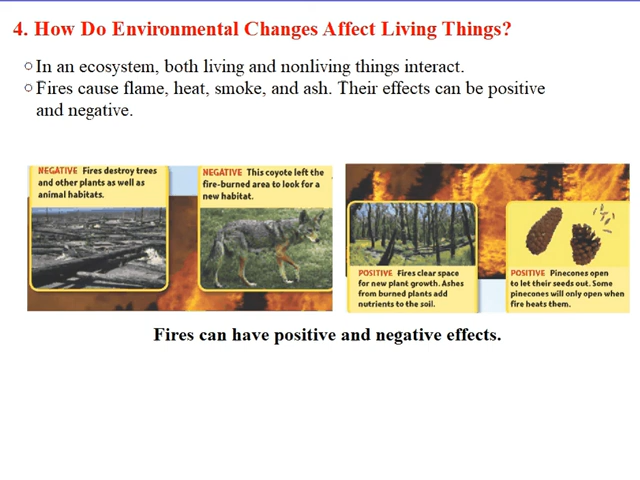 4. How Do Environmental Changes Affect Living Things?
In an ecosystem, both living and nonliving things interact.
Fires cause flame, heat, smoke, and ash. Their effects can be positive
and negative.
NEGATIVE Fires destroy trees
and other plants as well as
animal habitats.
NEGATIVE This coyote left the
fire-burned area to look for a
new habitat.
POSITIVE Fires clear space
for new plant growth. Ashes
from burned plants add
nutrients to the soil.
POSITIVE Pinecones open
to let their seeds out. Some
pinecones will only open when
fire heats them.
Fires can have positive and negative effects.